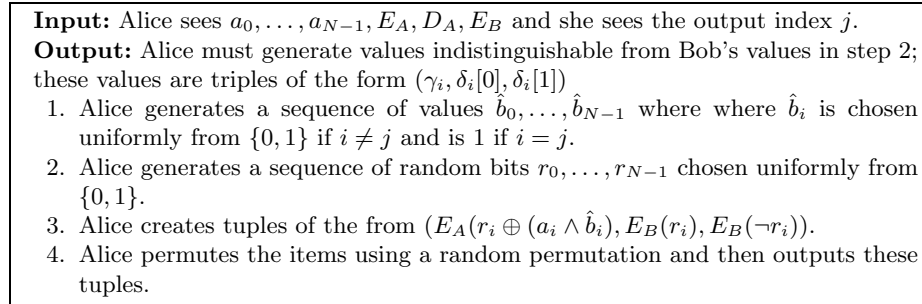 Input: Alice sees a_0, . . . , a_{N−1}, E_A, D_A, E_B and she sees the output index j.
Output: Alice must generate values indistinguishable from Bob's values in step 2;
these values are triples of the form (γ_i, δ_i[0], δ_i[1])
1. Alice generates a sequence of values b̂_0, . . . , b̂_{N−1} where where b̂_i is chosen
uniformly from {0, 1} if i ≠ j and is 1 if i = j.
2. Alice generates a sequence of random bits r_0, . . . , r_{N−1} chosen uniformly from
{0, 1}.
3. Alice creates tuples of the from (E_A(r_i ⊕ (a_i ∧ b̂_i), E_B(r_i), E_B(¬r_i)).
4. Alice permutes the items using a random permutation and then outputs these
tuples.